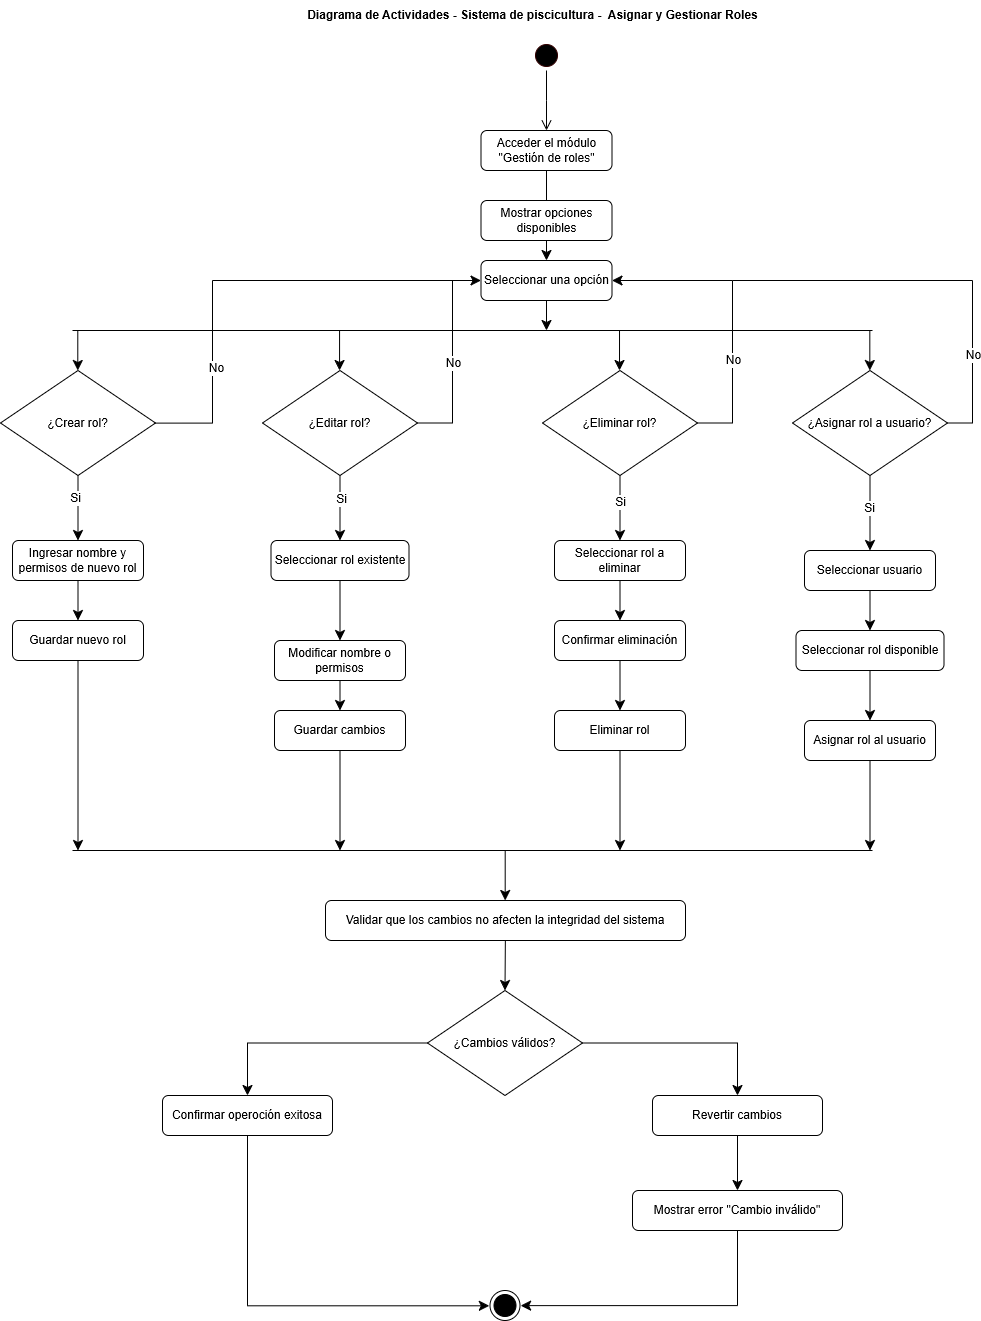 Diagrama de Actividades - Sistema de piscicultura - Asignar y Gestionar Roles
Acceder el módulo
"Gestión de roles"
Mostrar opciones
disponibles
Seleccionar una opción
No
No
No
No
¿Crear rol?
¿Editar rol?
¿Eliminar rol?
¿Asignar rol a usuario?
Si
Si
Si
Si
Ingresar nombre y
permisos de nuevo rol
Seleccionar rol existente
Seleccionar rol a
eliminar
Seleccionar usuario
Guardar nuevo rol
Modificar nombre o
permisos
Confirmar eliminación
Seleccionar rol disponible
Guardar cambios
Eliminar rol
Asignar rol al usuario
Validar que los cambios no afecten la integridad del sistema
¿Cambios válidos?
Confirmar operoción exitosa
Revertir cambios
Mostrar error "Cambio inválido"